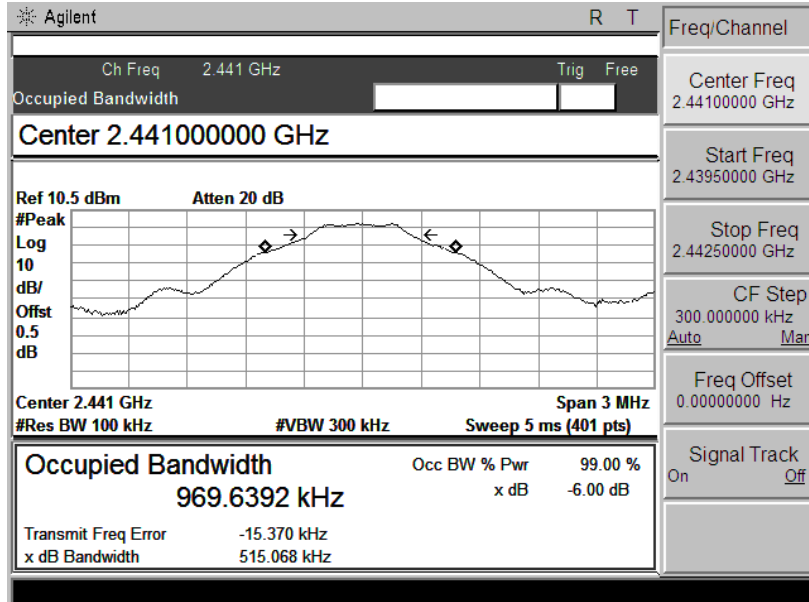 Agilent R T
Ch Freq 2.441 GHz Trig Free
Occupied Bandwidth
Center 2.441000000 GHz
Ref 10.5 dBm Atten 20 dB
#Peak
Log
10
dB/
Offst
0.5
dB
Center 2.441 GHz Span 3 MHz
#Res BW 100 kHz #VBW 300 kHz Sweep 5 ms (401 pts)
Occupied Bandwidth Occ BW % Pwr 99.00 %
969.6392 kHz x dB -6.00 dB
Transmit Freq Error -15.370 kHz
x dB Bandwidth 515.068 kHz
Freq/Channel
Center Freq
2.44100000 GHz
Start Freq
2.43950000 GHz
Stop Freq
2.44250000 GHz
CF Step
300.000000 kHz
Auto Man
Freq Offset
0.00000000 Hz
Signal Track
On Off